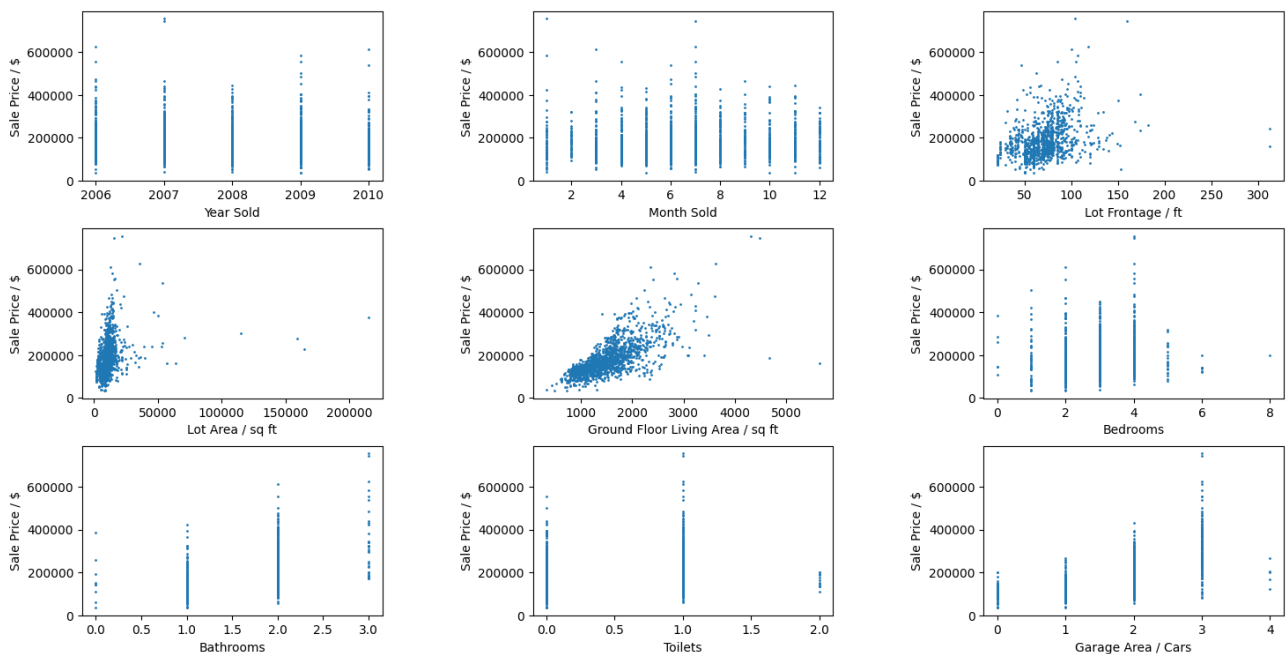 600000
400000
200000
0
Sale Price / $
2006 2007 2008 2009 2010
Year Sold
600000
400000
200000
0
Sale Price / $
2 4 6 8 10 12
Month Sold
600000
400000
200000
0
Sale Price / $
50 100 150 200 250 300
Lot Frontage / ft
600000
400000
200000
0
Sale Price / $
0 50000 100000 150000 200000
Lot Area / sq ft
600000
400000
200000
0
Sale Price / $
1000 2000 3000 4000 5000
Ground Floor Living Area / sq ft
600000
400000
200000
0
Sale Price / $
0 2 4 6 8
Bedrooms
600000
400000
200000
0
Sale Price / $
0.0 0.5 1.0 1.5 2.0 2.5 3.0
Bathrooms
600000
400000
200000
0
Sale Price / $
0.0 0.5 1.0 1.5 2.0
Toilets
600000
400000
200000
0
Sale Price / $
0 1 2 3 4
Garage Area / Cars